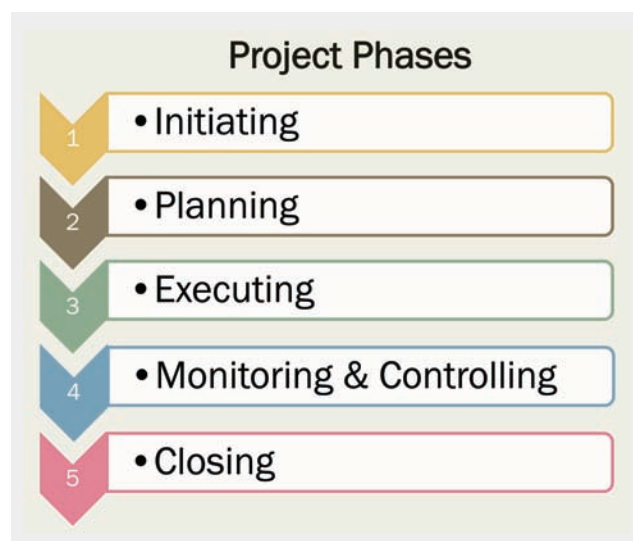 Project Phases
1
• Initiating
2
• Planning
3
• Executing
4
• Monitoring & Controlling
5
• Closing